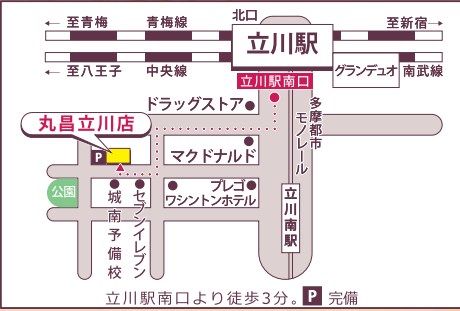 北口
←至青梅
青梅線
立川駅
至新宿→
←至八王子
中央線
グランデュオ
南武線
立川駅南口
ドラッグストア
多摩都市
モノレール
丸昌立川店
P
マクドナルド
公園
城南予備校
セブンイレブン
プレゴ
ワシントンホテル
立川南駅
立川駅南口より徒歩3分。P 完備